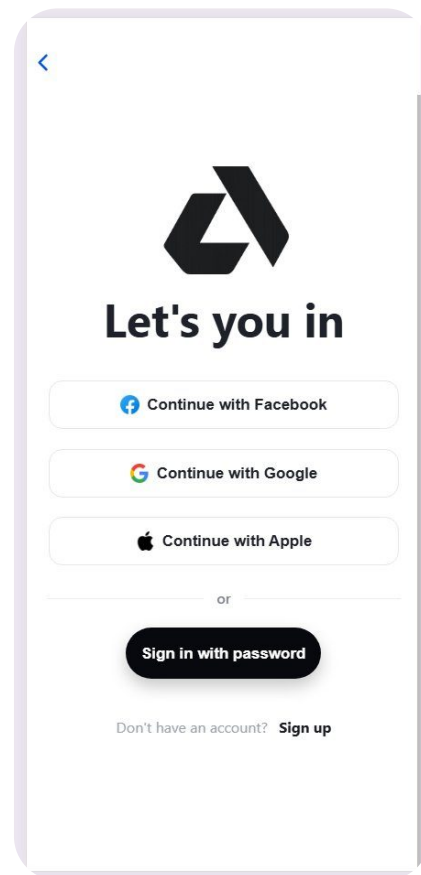 Let's you in
Continue with Facebook
Continue with Google
Continue with Apple
or
Sign in with password
Don't have an account? Sign up